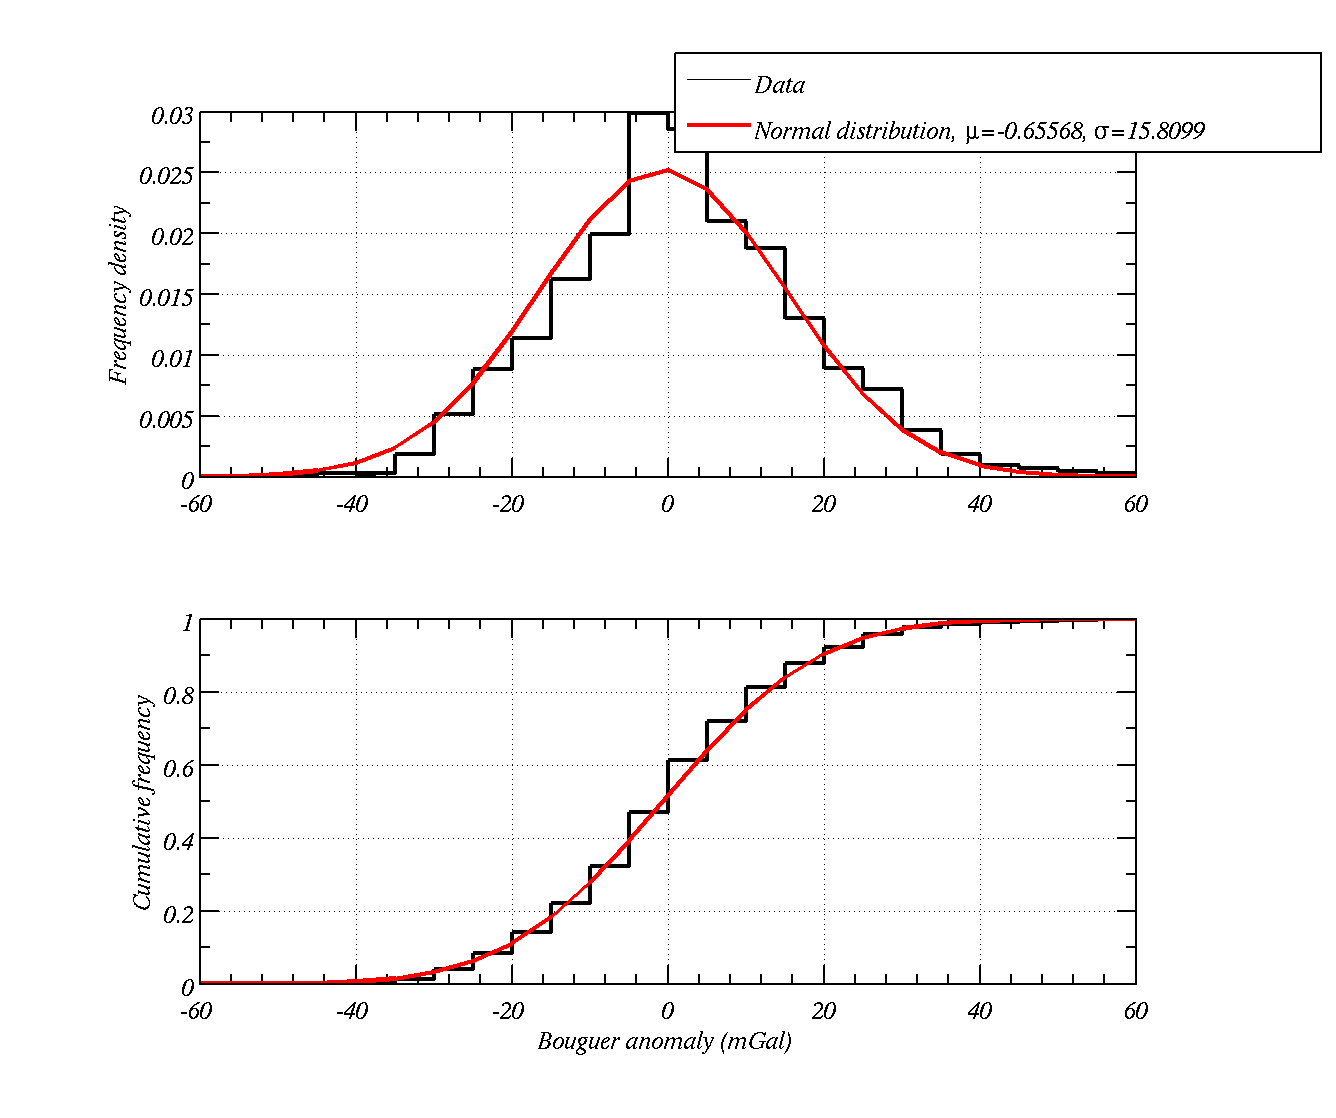 Data
Normal distribution, μ=-0.65568, σ=15.8099
0.03
0.025
0.02
0.015
0.01
0.005
0
Frequency density
-60 -40 -20 0 20 40 60
1
0.8
0.6
0.4
0.2
0
Cumulative frequency
-60 -40 -20 0 20 40 60
Bouguer anomaly (mGal)